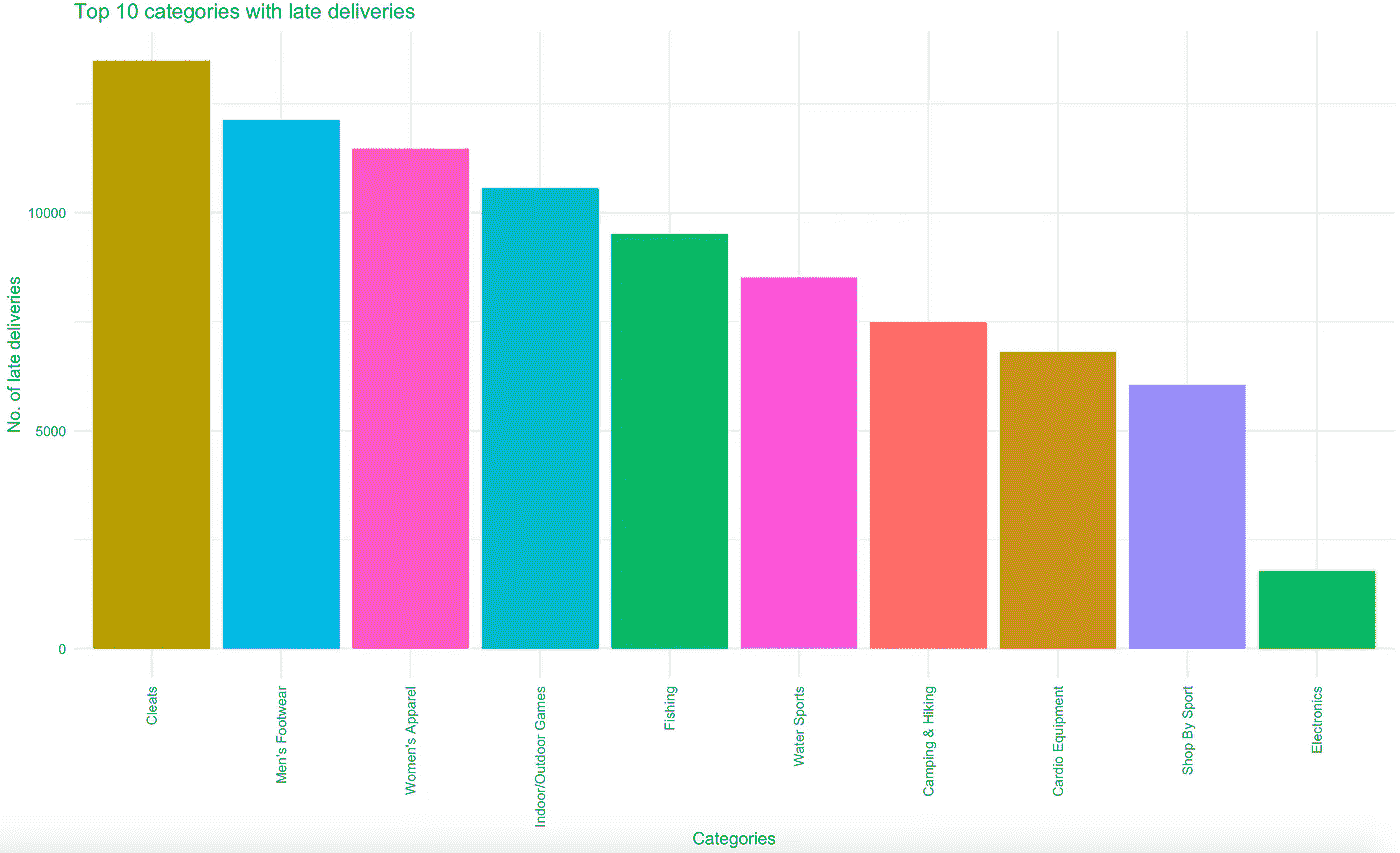 Top 10 categories with late deliveries
No. of late deliveries
10000
5000
0
Cleats
Men's Footwear
Women's Apparel
Indoor/Outdoor Games
Fishing
Water Sports
Camping & Hiking
Cardio Equipment
Shop By Sport
Electronics
Categories